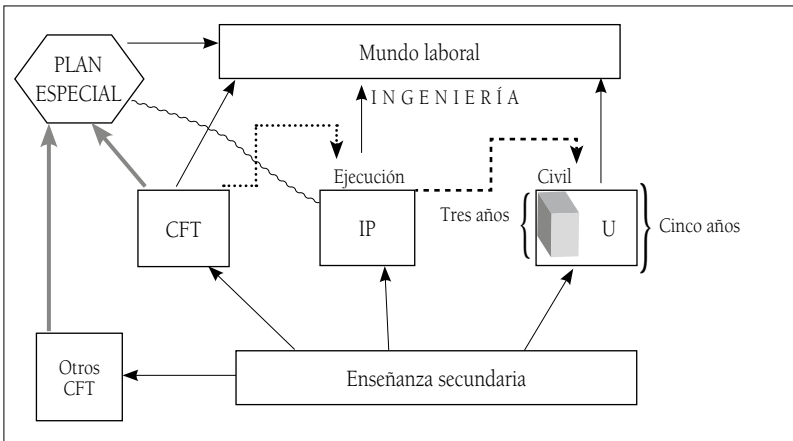 Mundo laboral
PLAN
ESPECIAL
INGENIERÍA
Ejecución
Civil
Tres años
CFT
IP
U
Cinco años
Otros
CFT
Enseñanza secundaria